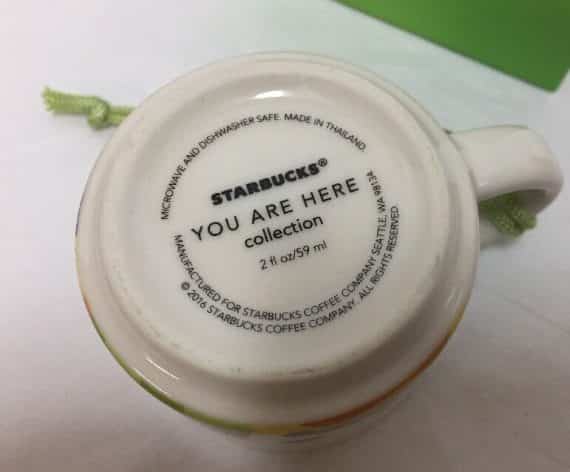 MICROWAVE AND DISHWASHER SAFE. MADE IN THAILAND.
STARBUCKS®
YOU ARE HERE
collection
2 fl oz/59 ml
MANUFACTURED FOR STARBUCKS COFFEE COMPANY SEATTLE, WA 98134
© 2016 STARBUCKS COFFEE COMPANY. ALL RIGHTS RESERVED.